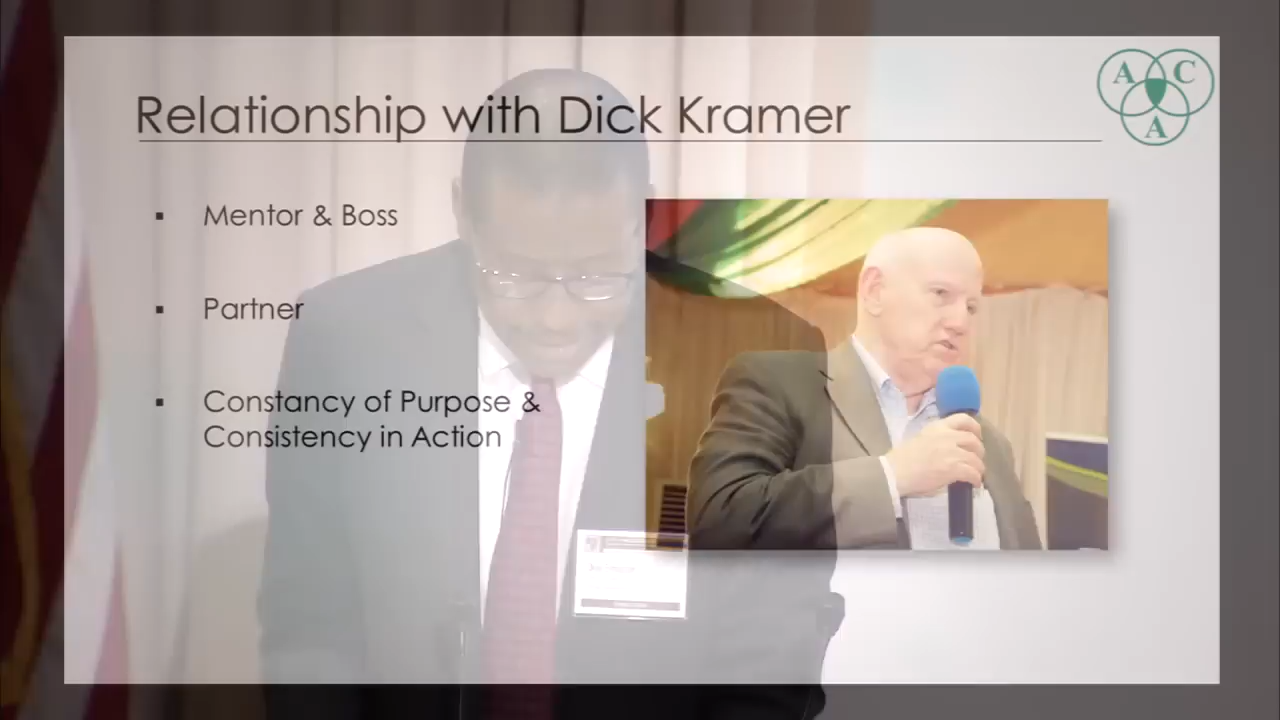 Relationship with Dick Kramer
A C
A
▪ Mentor & Boss
▪ Partner
▪ Constancy of Purpose &
Consistency in Action